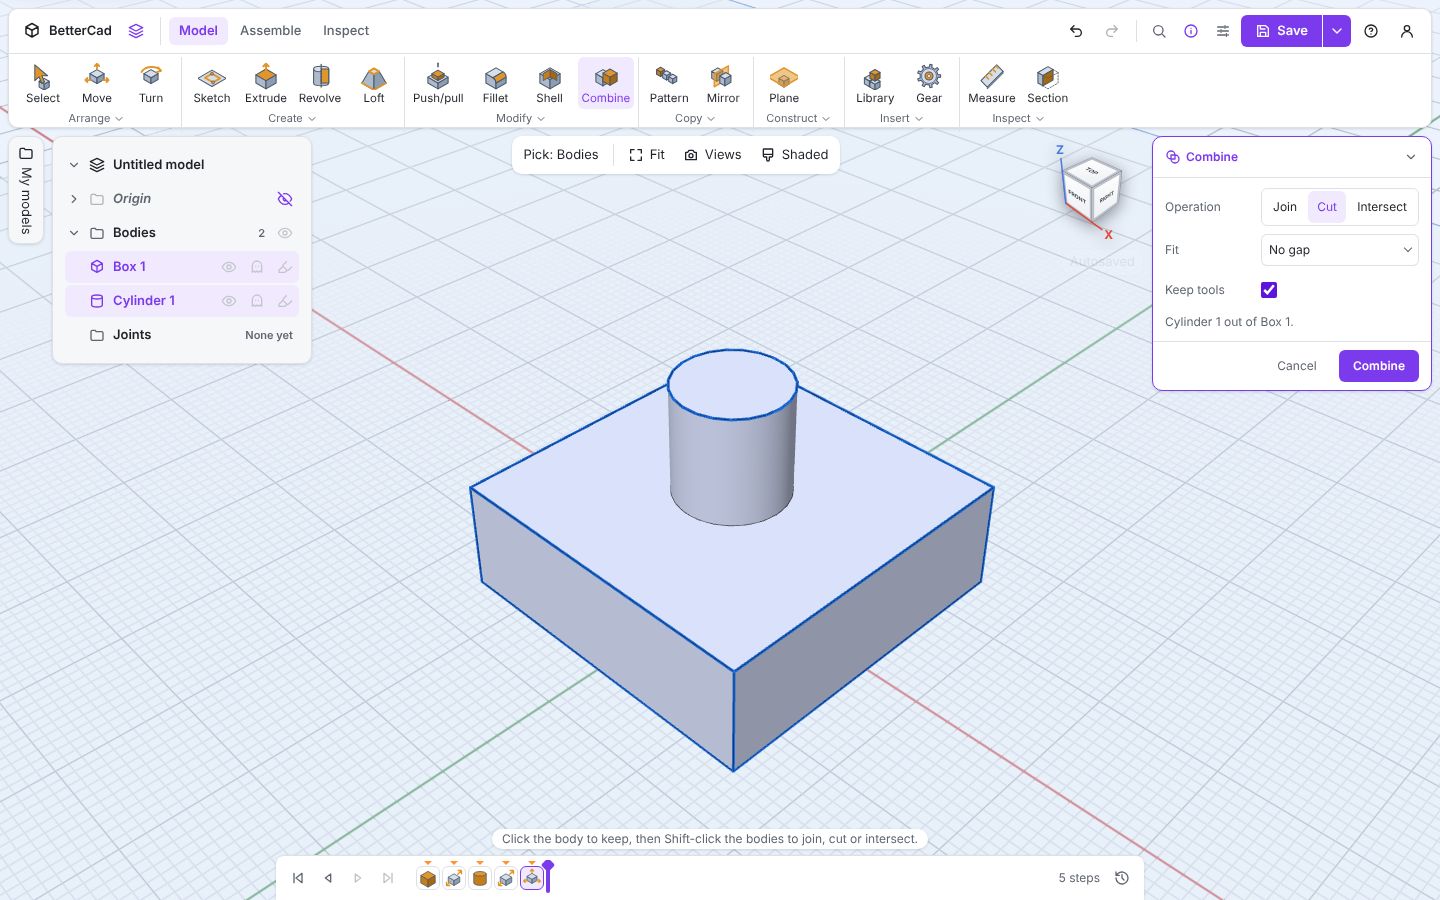 BetterCad
Model
Assemble
Inspect
Save
Select
Move
Turn
Sketch
Extrude
Revolve
Loft
Push/pull
Fillet
Shell
Combine
Pattern
Mirror
Plane
Library
Gear
Measure
Section
Arrange
Create
Modify
Copy
Construct
Insert
Inspect
My models
Untitled model
Origin
Bodies 2
Box 1
Cylinder 1
Joints None yet
Pick: Bodies
Fit
Views
Shaded
Z
TOP
FRONT
RIGHT
X
Autosaved
Combine
Operation Join Cut Intersect
Fit No gap
Keep tools
Cylinder 1 out of Box 1.
Cancel Combine
Click the body to keep, then Shift-click the bodies to join, cut or intersect.
5 steps